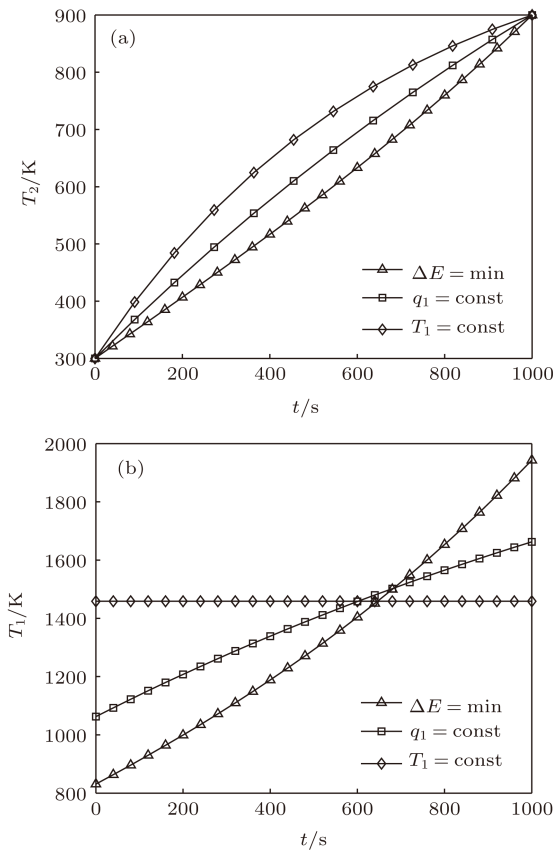 900
(a)
800
700
T₂/K
600
500
ΔE = min
400
q₁ = const
T₁ = const
300
0 200 400 600 800 1000
t/s
2000
(b)
1800
1600
T₁/K
1400
1200
ΔE = min
1000
q₁ = const
T₁ = const
800
0 200 400 600 800 1000
t/s